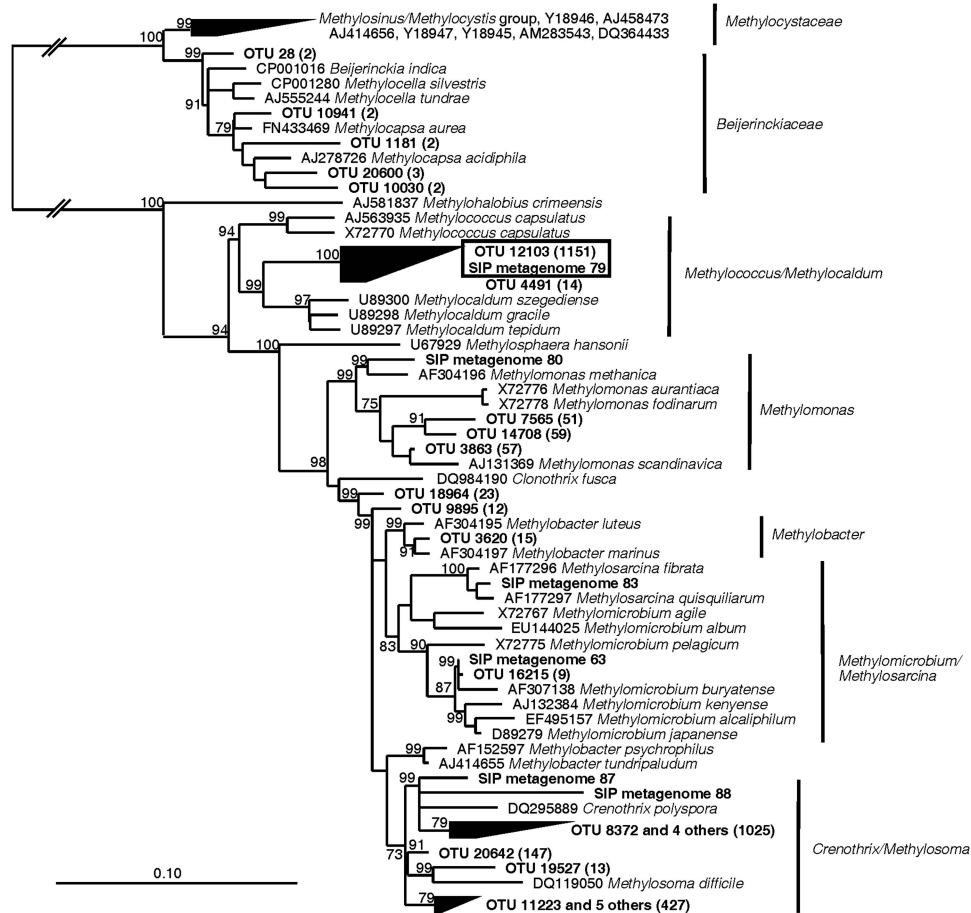 99 Methylosinus/Methylocystis group, Y18946, AJ458473
AJ414656, Y18947, Y18945, AM283543, DQ364433
Methylocystaceae
100
99 OTU 28 (2)
CP001016 Beijerinckia indica
CP001280 Methylocella silvestris
AJ555244 Methylocella tundrae
91
OTU 10941 (2)
79 FN433469 Methylocapsa aurea
Beijerinckiaceae
OTU 1181 (2)
AJ278726 Methylocapsa acidiphila
OTU 20600 (3)
OTU 10030 (2)
100 AJ581837 Methylohalobius crimeensis
99 AJ563935 Methylococcus capsulatus
X72770 Methylococcus capsulatus
94
100 OTU 12103 (1151)
SIP metagenome 79
Methylococcus/Methylocaldum
OTU 4491 (14)
99
97 U89300 Methylocaldum szegediense
U89298 Methylocaldum gracile
94 U89297 Methylocaldum tepidum
100 U67929 Methylosphaera hansonii
99 SIP metagenome 80
99 AF304196 Methylomonas methanica
X72776 Methylomonas aurantiaca
75 X72778 Methylomonas fodinarum
Methylomonas
91 OTU 7565 (51)
OTU 14708 (59)
OTU 3863 (57)
98 AJ131369 Methylomonas scandinavica
DQ984190 Clonothrix fusca
99 OTU 18964 (23)
OTU 9895 (12)
99
99 AF304195 Methylobacter luteus
OTU 3620 (15)
Methylobacter
91 AF304197 Methylobacter marinus
100 AF177296 Methylosarcina fibrata
SIP metagenome 83
AF177297 Methylosarcina quisquiliarum
X72767 Methylomicrobium agile
EU144025 Methylomicrobium album
83
90 X72775 Methylomicrobium pelagicum
99 SIP metagenome 63
OTU 16215 (9)
Methylomicrobium/
Methylosarcina
87 AF307138 Methylomicrobium buryatense
AJ132384 Methylomicrobium kenyense
99 EF495157 Methylomicrobium alcaliphilum
D89279 Methylomicrobium japanense
99 AF152597 Methylobacter psychrophilus
AJ414655 Methylobacter tundripaludum
99 SIP metagenome 87
SIP metagenome 88
DQ295889 Crenothrix polyspora
79 OTU 8372 and 4 others (1025)
Crenothrix/Methylosoma
91
73 OTU 20642 (147)
99 OTU 19527 (13)
DQ119050 Methylosoma difficile
79 OTU 11223 and 5 others (427)
0.10